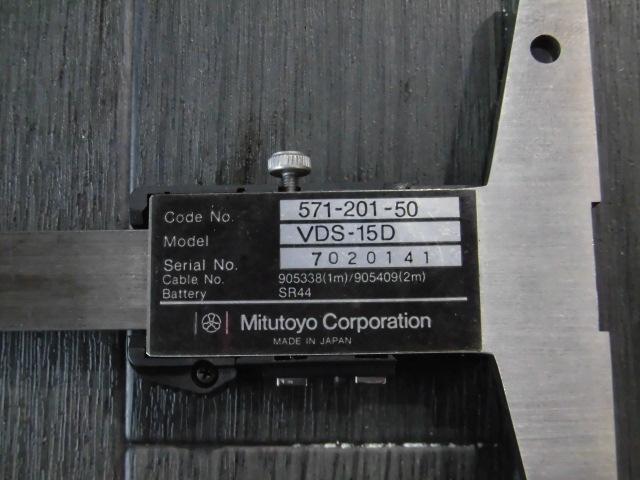 Code No. 571-201-50
Model VDS-15D
Serial No. 7020141
Cable No. 905338(1m)/905409(2m)
Battery SR44
Mitutoyo Corporation
MADE IN JAPAN